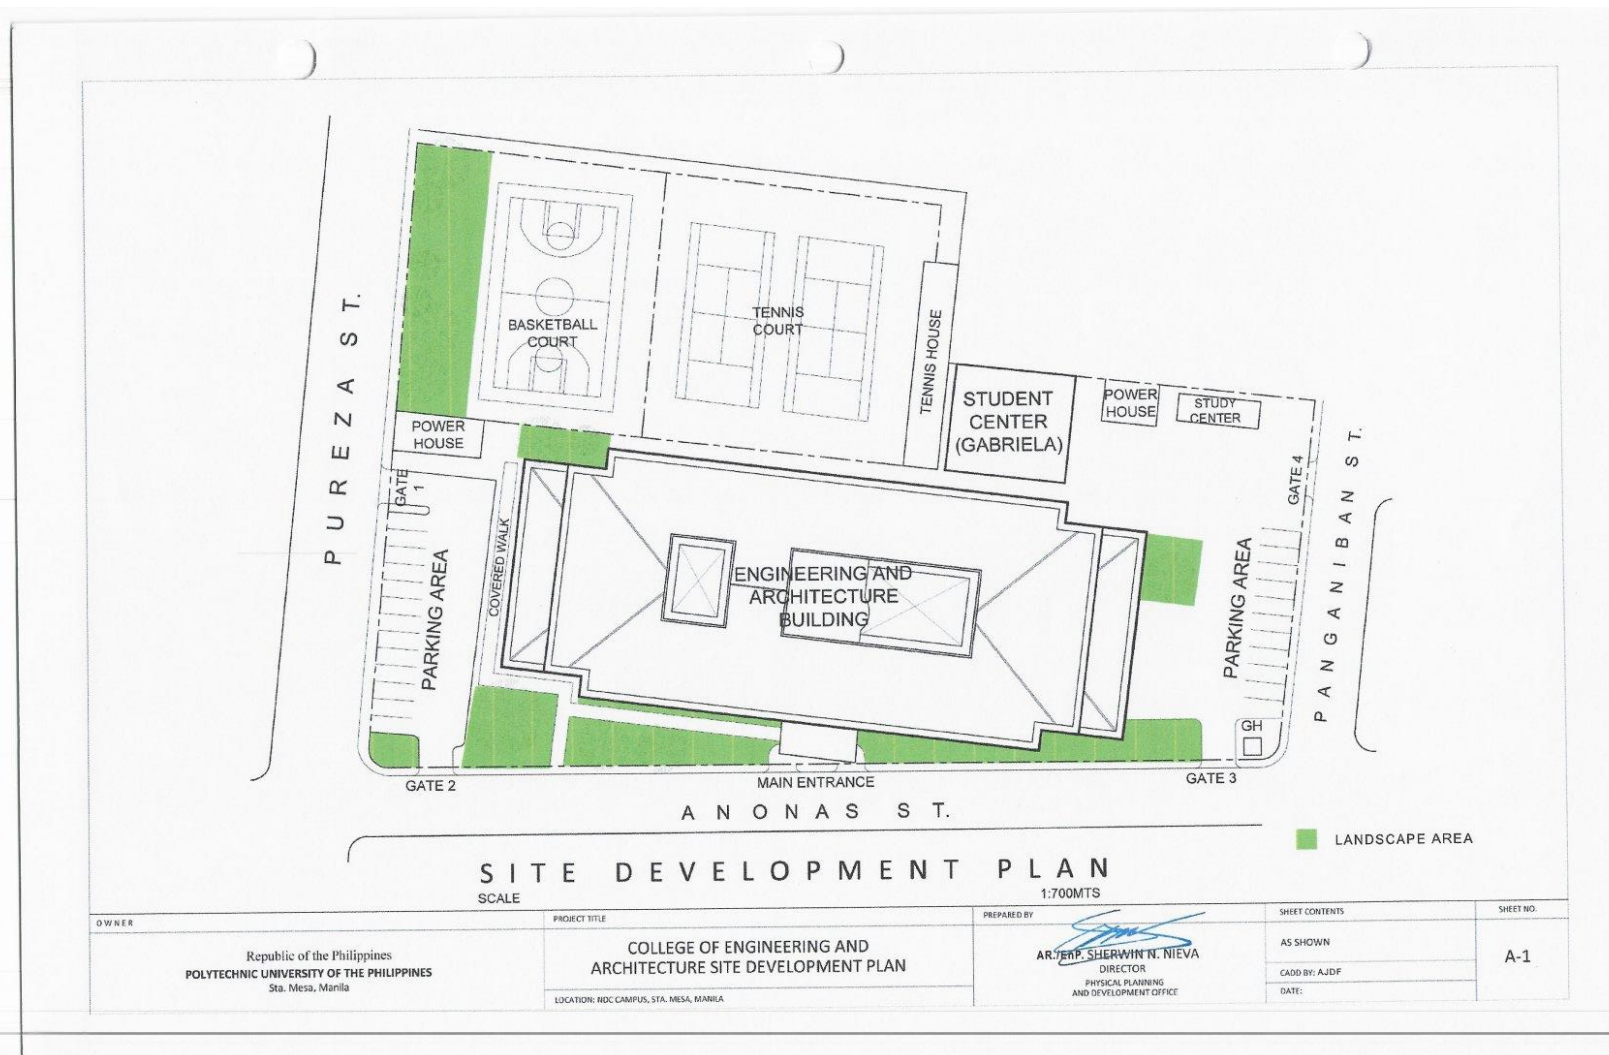 PUREZA ST.
BASKETBALL
COURT
TENNIS
COURT
TENNIS HOUSE
POWER
HOUSE
STUDENT
CENTER
(GABRIELA)
POWER
HOUSE
STUDY
CENTER
GATE
1
GATE 4
PANGANIBAN ST.
COVERED WALK
PARKING AREA
ENGINEERING AND
ARCHITECTURE
BUILDING
PARKING AREA
GH
GATE 2
MAIN ENTRANCE
GATE 3
ANONAS ST.
LANDSCAPE AREA
SITE DEVELOPMENT PLAN
SCALE
1:700MTS
OWNER
Republic of the Philippines
POLYTECHNIC UNIVERSITY OF THE PHILIPPINES
Sta. Mesa, Manila
PROJECT TITLE
COLLEGE OF ENGINEERING AND
ARCHITECTURE SITE DEVELOPMENT PLAN
LOCATION: NDC CAMPUS, STA. MESA, MANILA
PREPARED BY
AR./EnP. SHERWIN N. NIEVA
DIRECTOR
PHYSICAL PLANNING
AND DEVELOPMENT OFFICE
SHEET CONTENTS
AS SHOWN
CADD BY: AJDF
DATE:
SHEET NO.
A-1